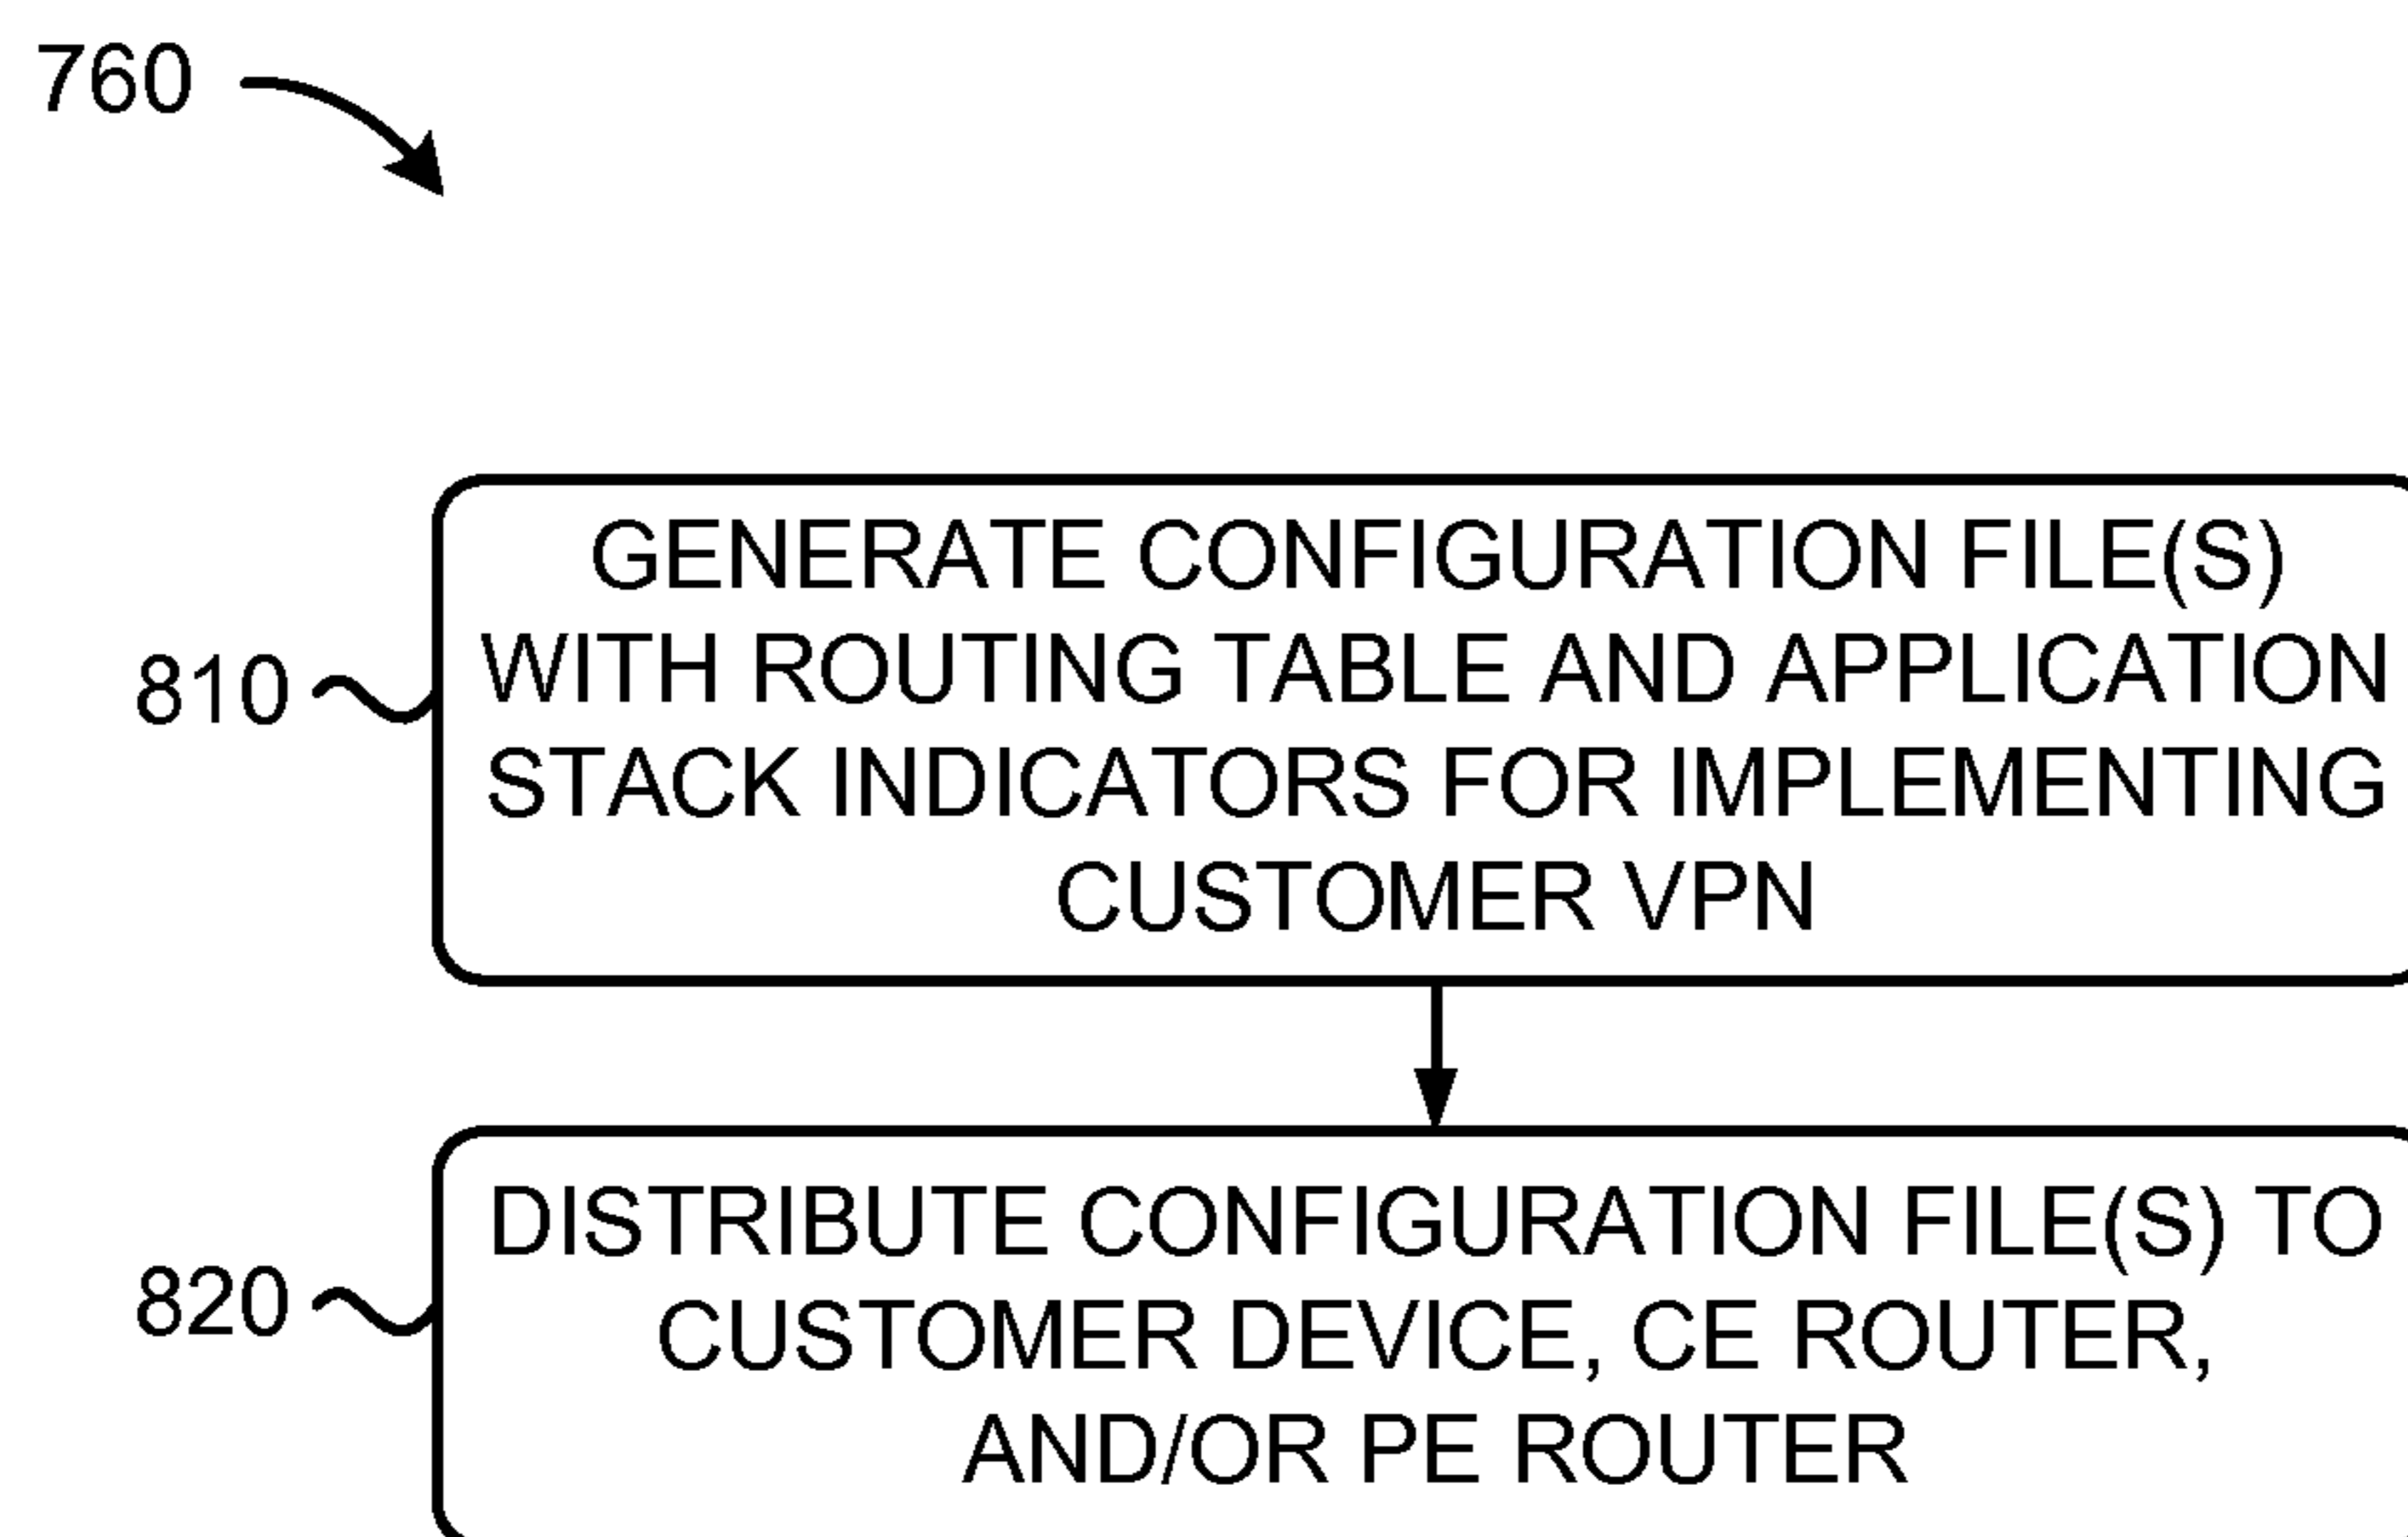 760
GENERATE CONFIGURATION FILE(S)
WITH ROUTING TABLE AND APPLICATION
810
STACK INDICATORS FOR IMPLEMENTING
CUSTOMER VPN
DISTRIBUTE CONFIGURATION FILE(S) TO
820
CUSTOMER DEVICE, CE ROUTER,
AND/OR PE ROUTER